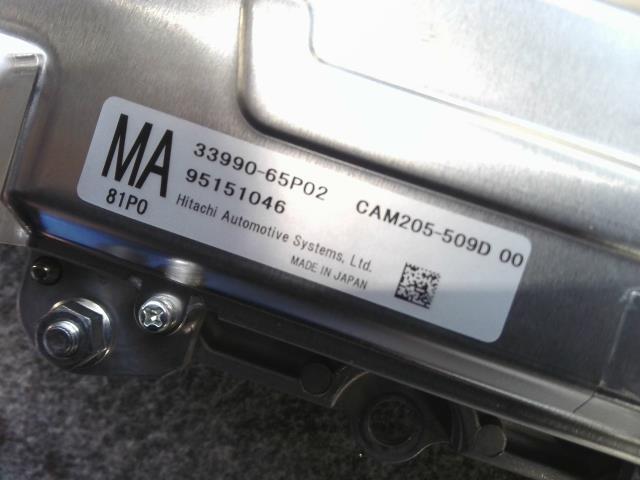 MA
81P0
33990-65P02
95151046
CAM205-509D 00
Hitachi Automotive Systems, Ltd.
MADE IN JAPAN